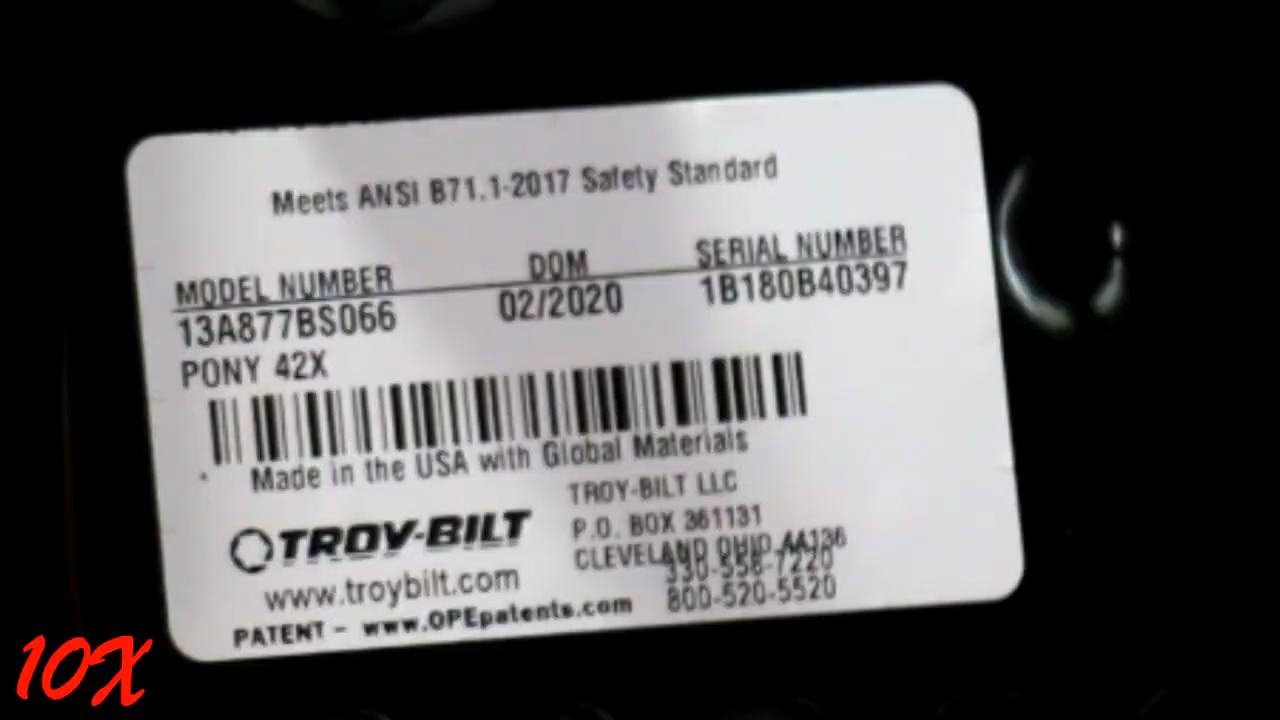 Meets ANSI B71.1-2017 Safety Standard
MODEL NUMBER DOM SERIAL NUMBER
13A877BS066 02/2020 1B180B40397
PONY 42X
Made in the USA with Global Materials
TROY-BILT LLC
P.O. BOX 361131
CLEVELAND OHIO 44136
330-558-7220
800-520-5520
TROY-BILT
www.troybilt.com
PATENT - www.OPEpatents.com
10X